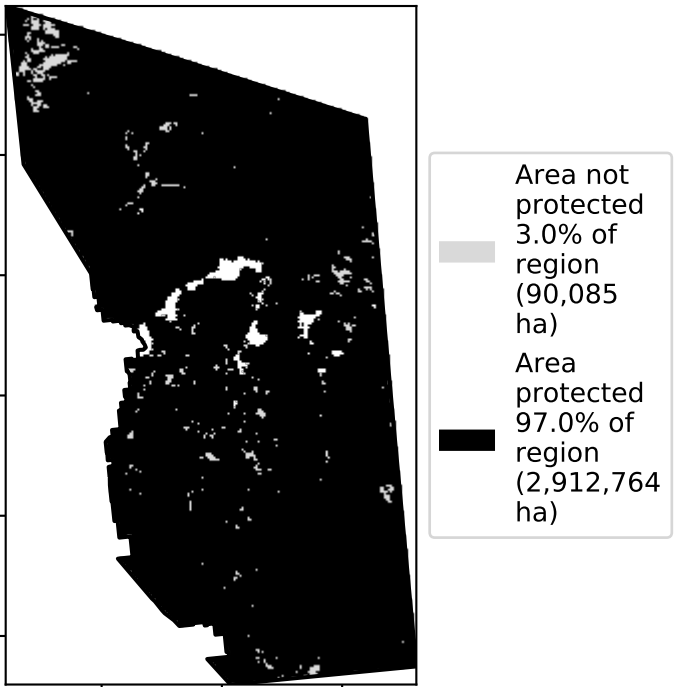 Area not
protected
3.0% of
region
(90,085
ha)
Area
protected
97.0% of
region
(2,912,764
ha)